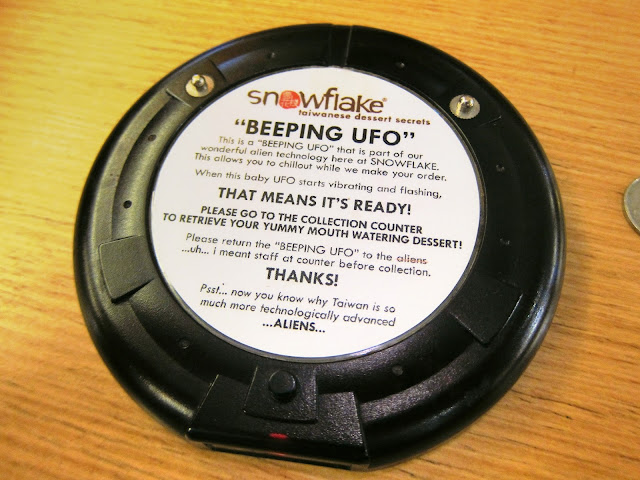 snowflake®
taiwanese dessert secrets
“BEEPING UFO”
This is a “BEEPING UFO” that is part of our
wonderful alien technology here at SNOWFLAKE.
This allows you to chillout while we make your order.
When this baby UFO starts vibrating and flashing,
THAT MEANS IT’S READY!
PLEASE GO TO THE COLLECTION COUNTER
TO RETRIEVE YOUR YUMMY MOUTH WATERING DESSERT!
Please return the “BEEPING UFO” to the aliens
...uh... i meant staff at counter before collection.
THANKS!
Psst... now you know why Taiwan is so
much more technologically advanced
...ALIENS...